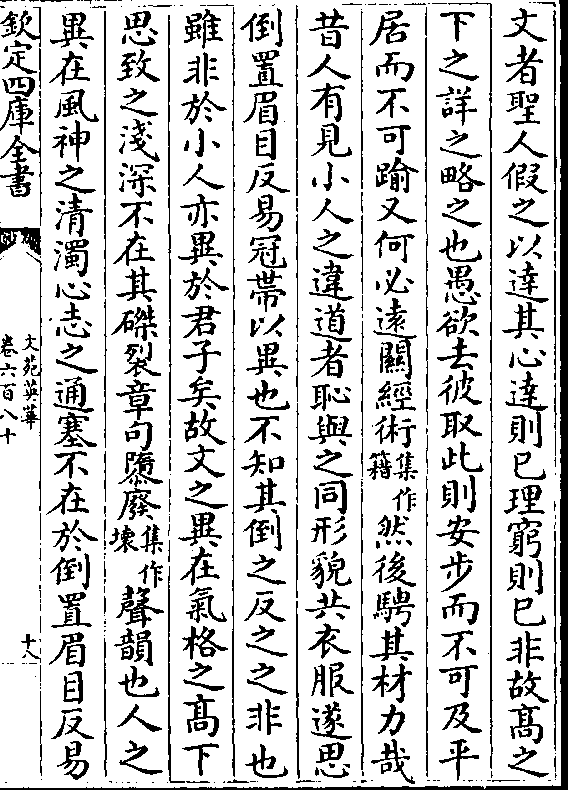 文者聖人假之以達其心達則已理窮則已非故髙之
下之詳之略之也愚欲去彼取此則安步而不可及平
居而不可踰又何必逺關經術集作籍然後騁其材力哉
昔人有見小人之違道者恥與之同形貌共衣服遂思
倒置眉目反易冠帶以異也不知其倒之反之之非也
雖非於小人亦異於君子矣故文之異在氣格之髙下
思致之淺深不在其磔裂章句隳廢集作壊聲韻也人之
異在風神之清濁心志之通塞不在於倒置眉目反易
欽定四庫全書
文苑英華
卷六百八十
十八